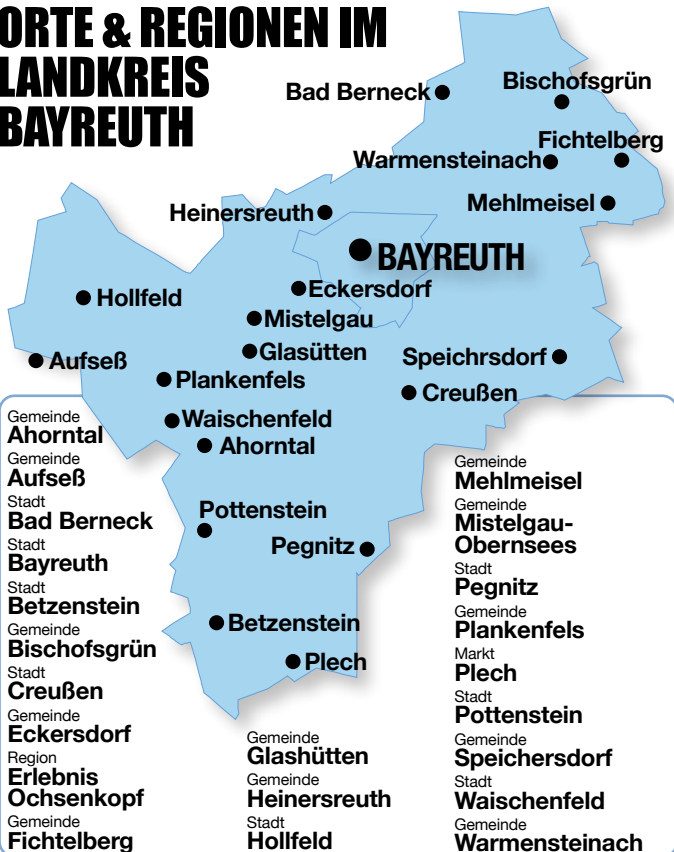 ORTE & REGIONEN IM
LANDKREIS
BAYREUTH
Bad Berneck
Bischofsgrün
Fichtelberg
Warmensteinach
Mehlmeisel
Heinersreuth
BAYREUTH
Eckersdorf
Hollfeld
Mistelgau
Glasütten
Speichrsdorf
Aufseß
Plankenfels
Creußen
Waischenfeld
Ahorntal
Pottenstein
Pegnitz
Betzenstein
Plech
Gemeinde
Ahorntal
Gemeinde
Aufseß
Stadt
Bad Berneck
Stadt
Bayreuth
Stadt
Betzenstein
Gemeinde
Bischofsgrün
Stadt
Creußen
Gemeinde
Eckersdorf
Region
Erlebnis
Ochsenkopf
Gemeinde
Fichtelberg
Gemeinde
Glashütten
Gemeinde
Heinersreuth
Stadt
Hollfeld
Gemeinde
Mehlmeisel
Gemeinde
Mistelgau-
Obernsees
Stadt
Pegnitz
Gemeinde
Plankenfels
Markt
Plech
Stadt
Pottenstein
Gemeinde
Speichersdorf
Stadt
Waischenfeld
Gemeinde
Warmensteinach